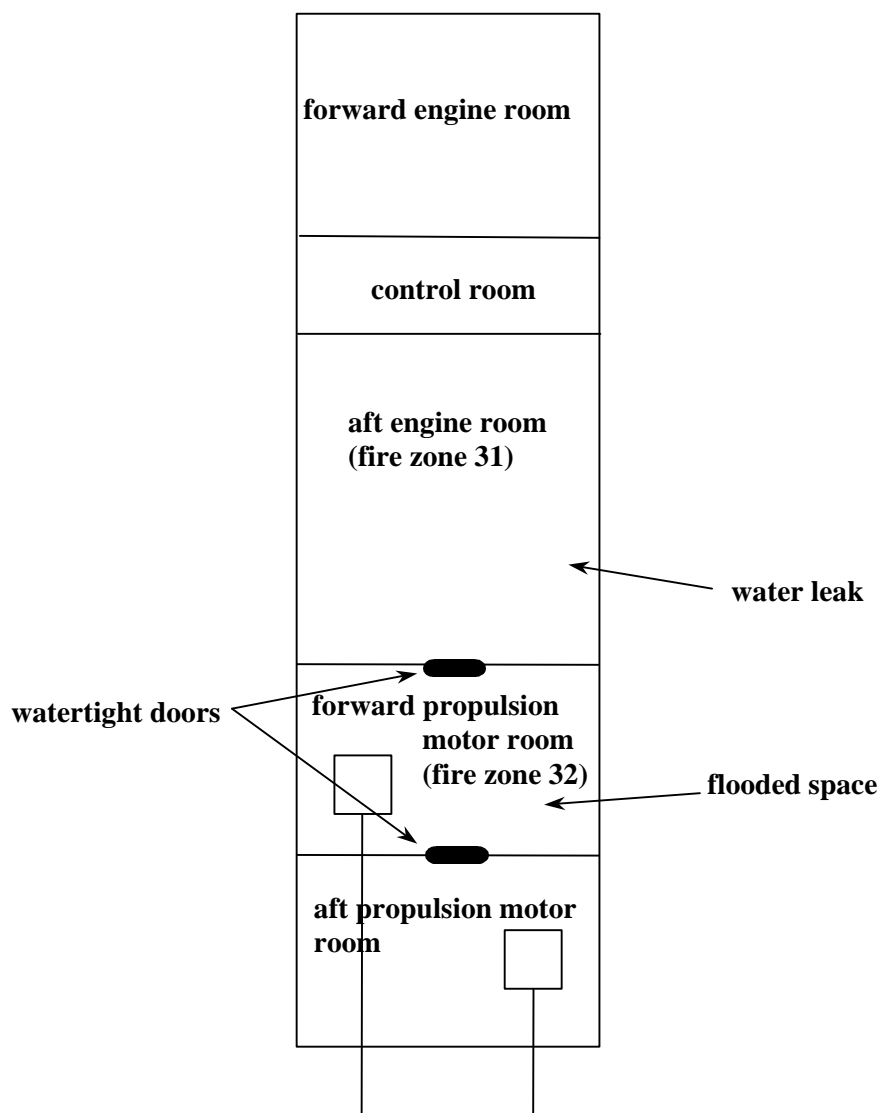 forward engine room
control room
aft engine room
(fire zone 31)
water leak
watertight doors
forward propulsion
motor room
(fire zone 32)
flooded space
aft propulsion motor
room